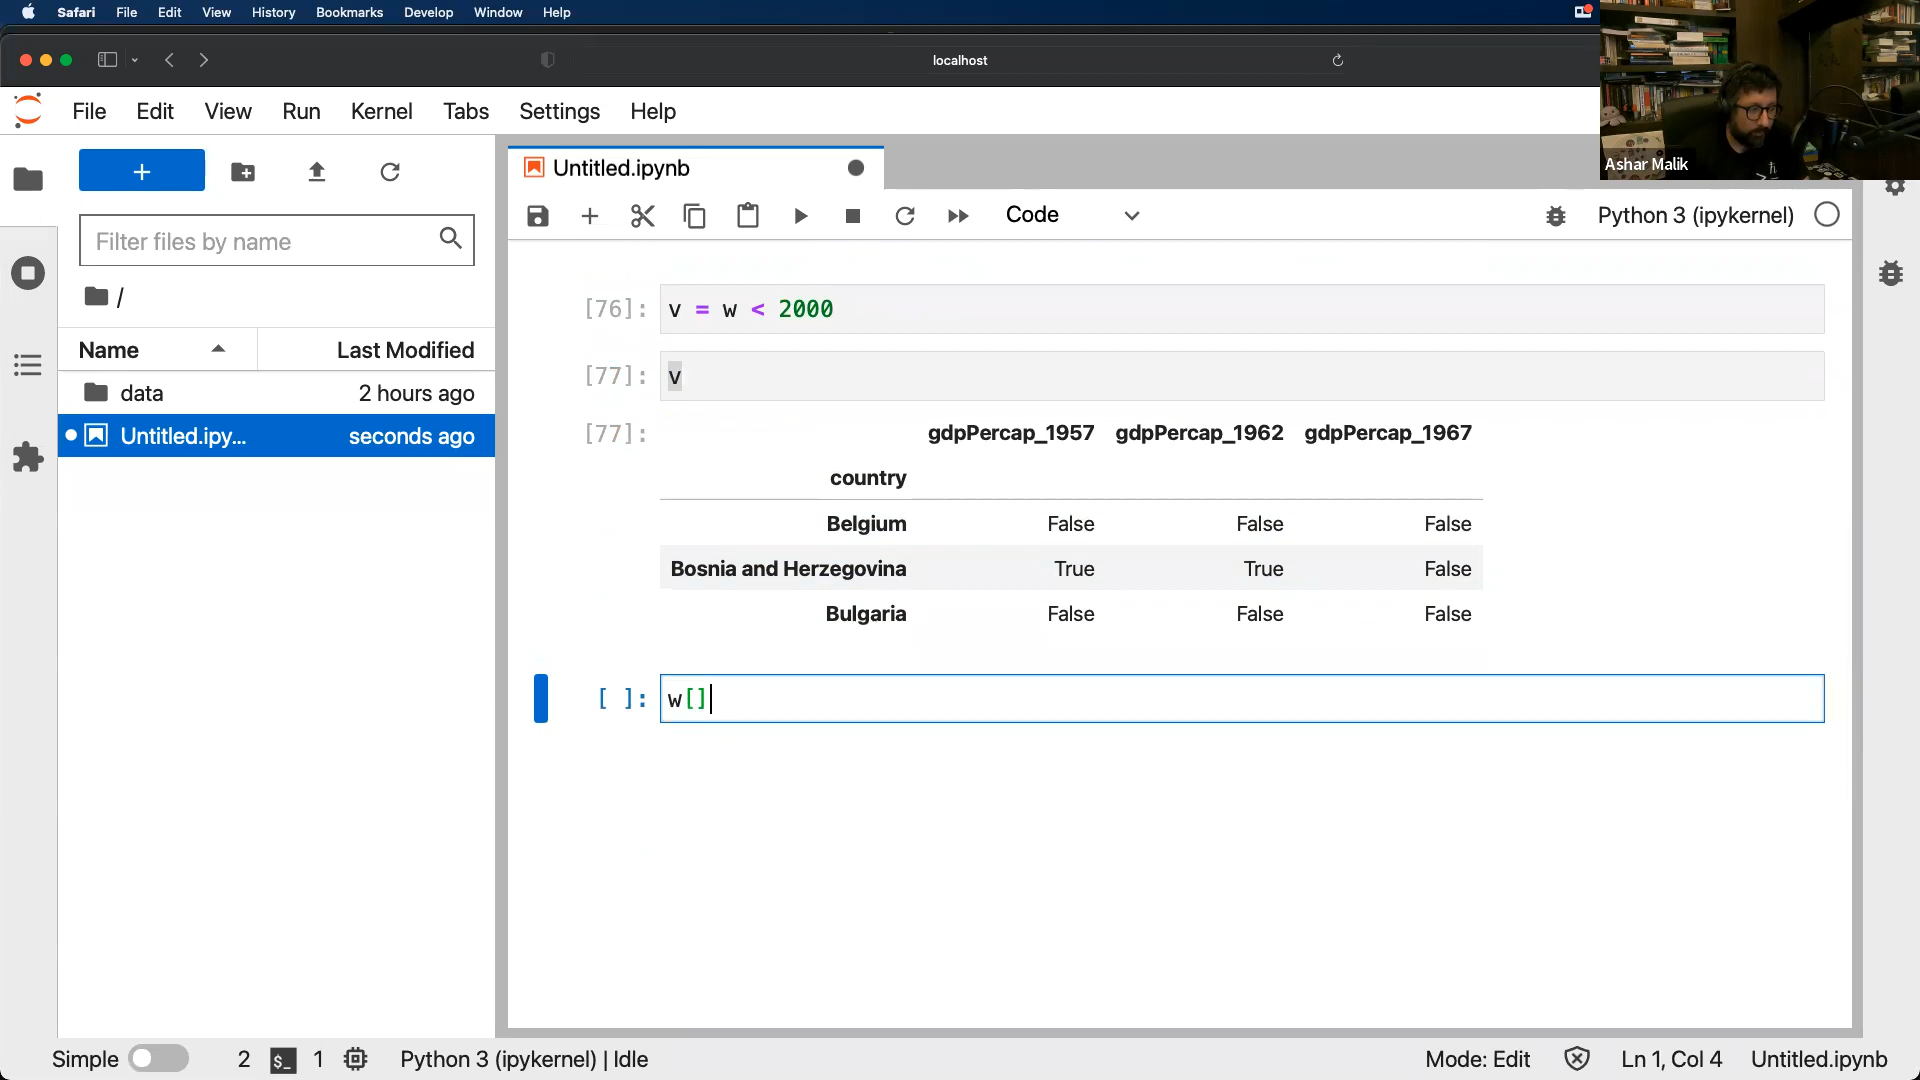 Safari File Edit View History Bookmarks Develop Window Help
localhost
File Edit View Run Kernel Tabs Settings Help
Ashar Malik
+
Untitled.ipynb
Code
Python 3 (ipykernel)
Filter files by name
/
Name Last Modified
data 2 hours ago
Untitled.ipy... seconds ago
[76]: v = w < 2000
[77]: v
[77]: gdpPercap_1957 gdpPercap_1962 gdpPercap_1967
country
Belgium False False False
Bosnia and Herzegovina True True False
Bulgaria False False False
[ ]: w[]
Simple 2 $_ 1 Python 3 (ipykernel) | Idle Mode: Edit Ln 1, Col 4 Untitled.ipynb